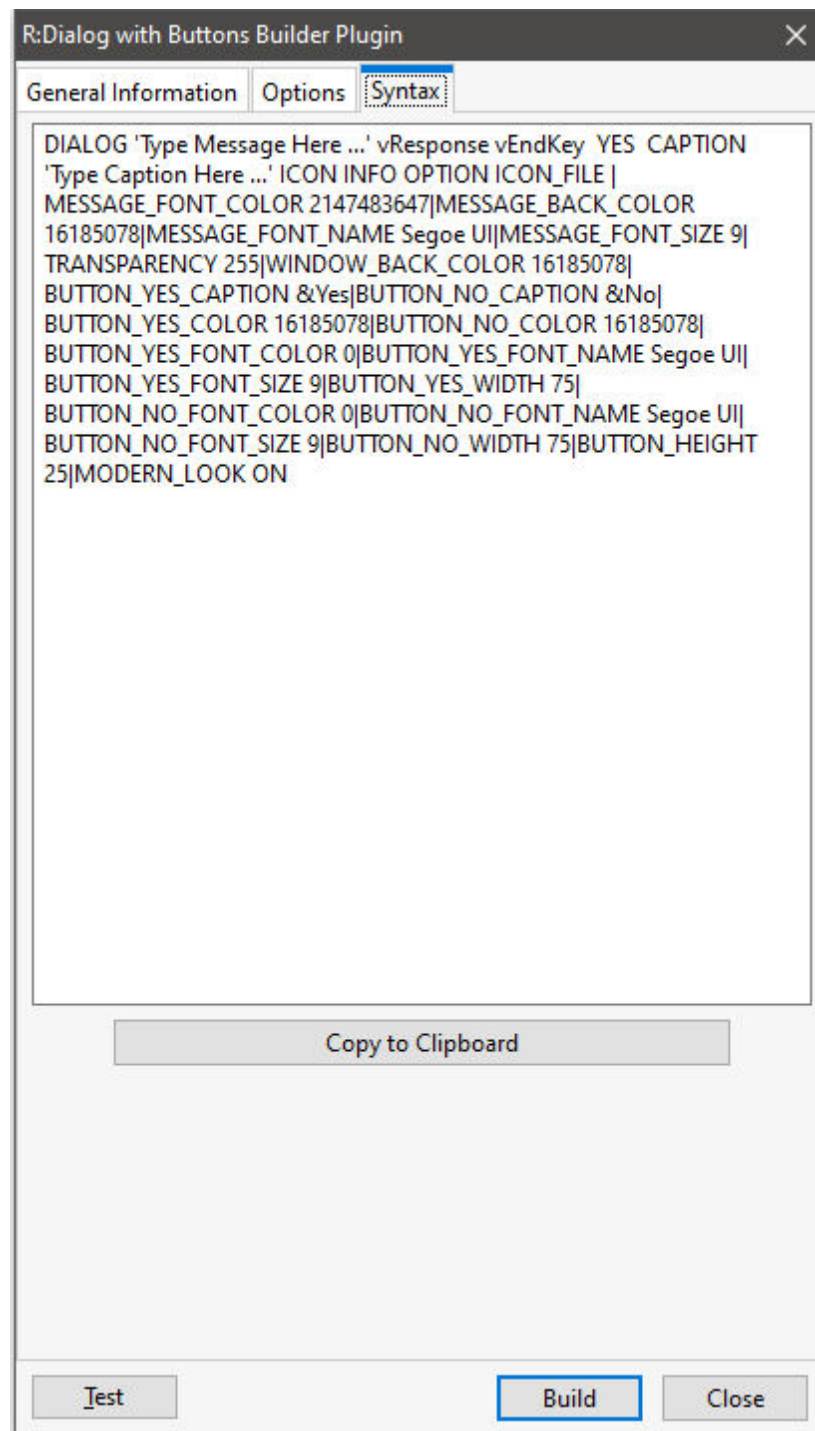 R:Dialog with Buttons Builder Plugin
General Information Options Syntax
DIALOG 'Type Message Here ...' vResponse vEndKey  YES  CAPTION
'Type Caption Here ...' ICON INFO OPTION ICON_FILE |
MESSAGE_FONT_COLOR 2147483647|MESSAGE_BACK_COLOR
16185078|MESSAGE_FONT_NAME Segoe UI|MESSAGE_FONT_SIZE 9|
TRANSPARENCY 255|WINDOW_BACK_COLOR 16185078|
BUTTON_YES_CAPTION &Yes|BUTTON_NO_CAPTION &No|
BUTTON_YES_COLOR 16185078|BUTTON_NO_COLOR 16185078|
BUTTON_YES_FONT_COLOR 0|BUTTON_YES_FONT_NAME Segoe UI|
BUTTON_YES_FONT_SIZE 9|BUTTON_YES_WIDTH 75|
BUTTON_NO_FONT_COLOR 0|BUTTON_NO_FONT_NAME Segoe UI|
BUTTON_NO_FONT_SIZE 9|BUTTON_NO_WIDTH 75|BUTTON_HEIGHT
25|MODERN_LOOK ON
Copy to Clipboard
Test Build Close